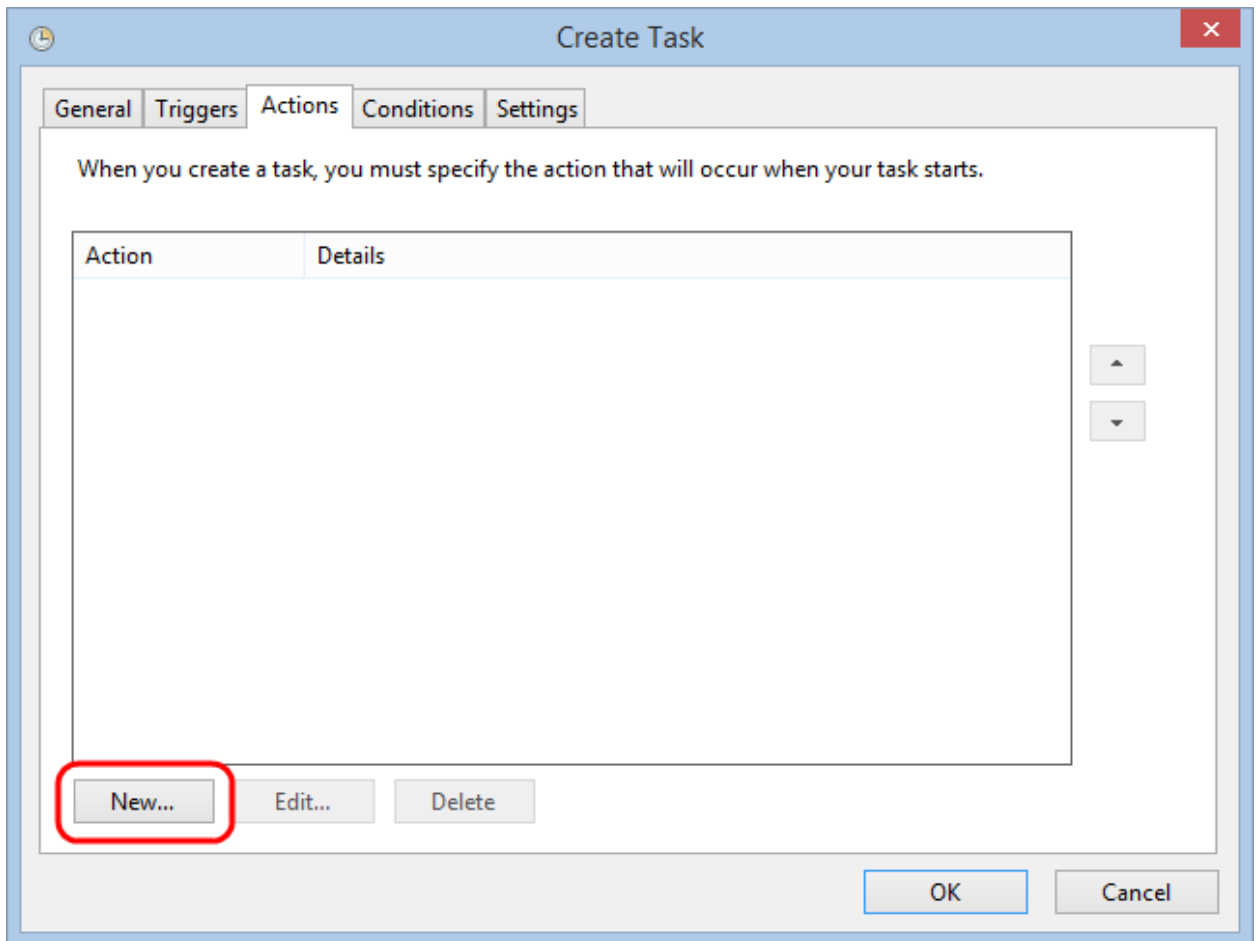 Create Task
General Triggers Actions Conditions Settings
When you create a task, you must specify the action that will occur when your task starts.
Action Details
New... Edit... Delete
OK Cancel